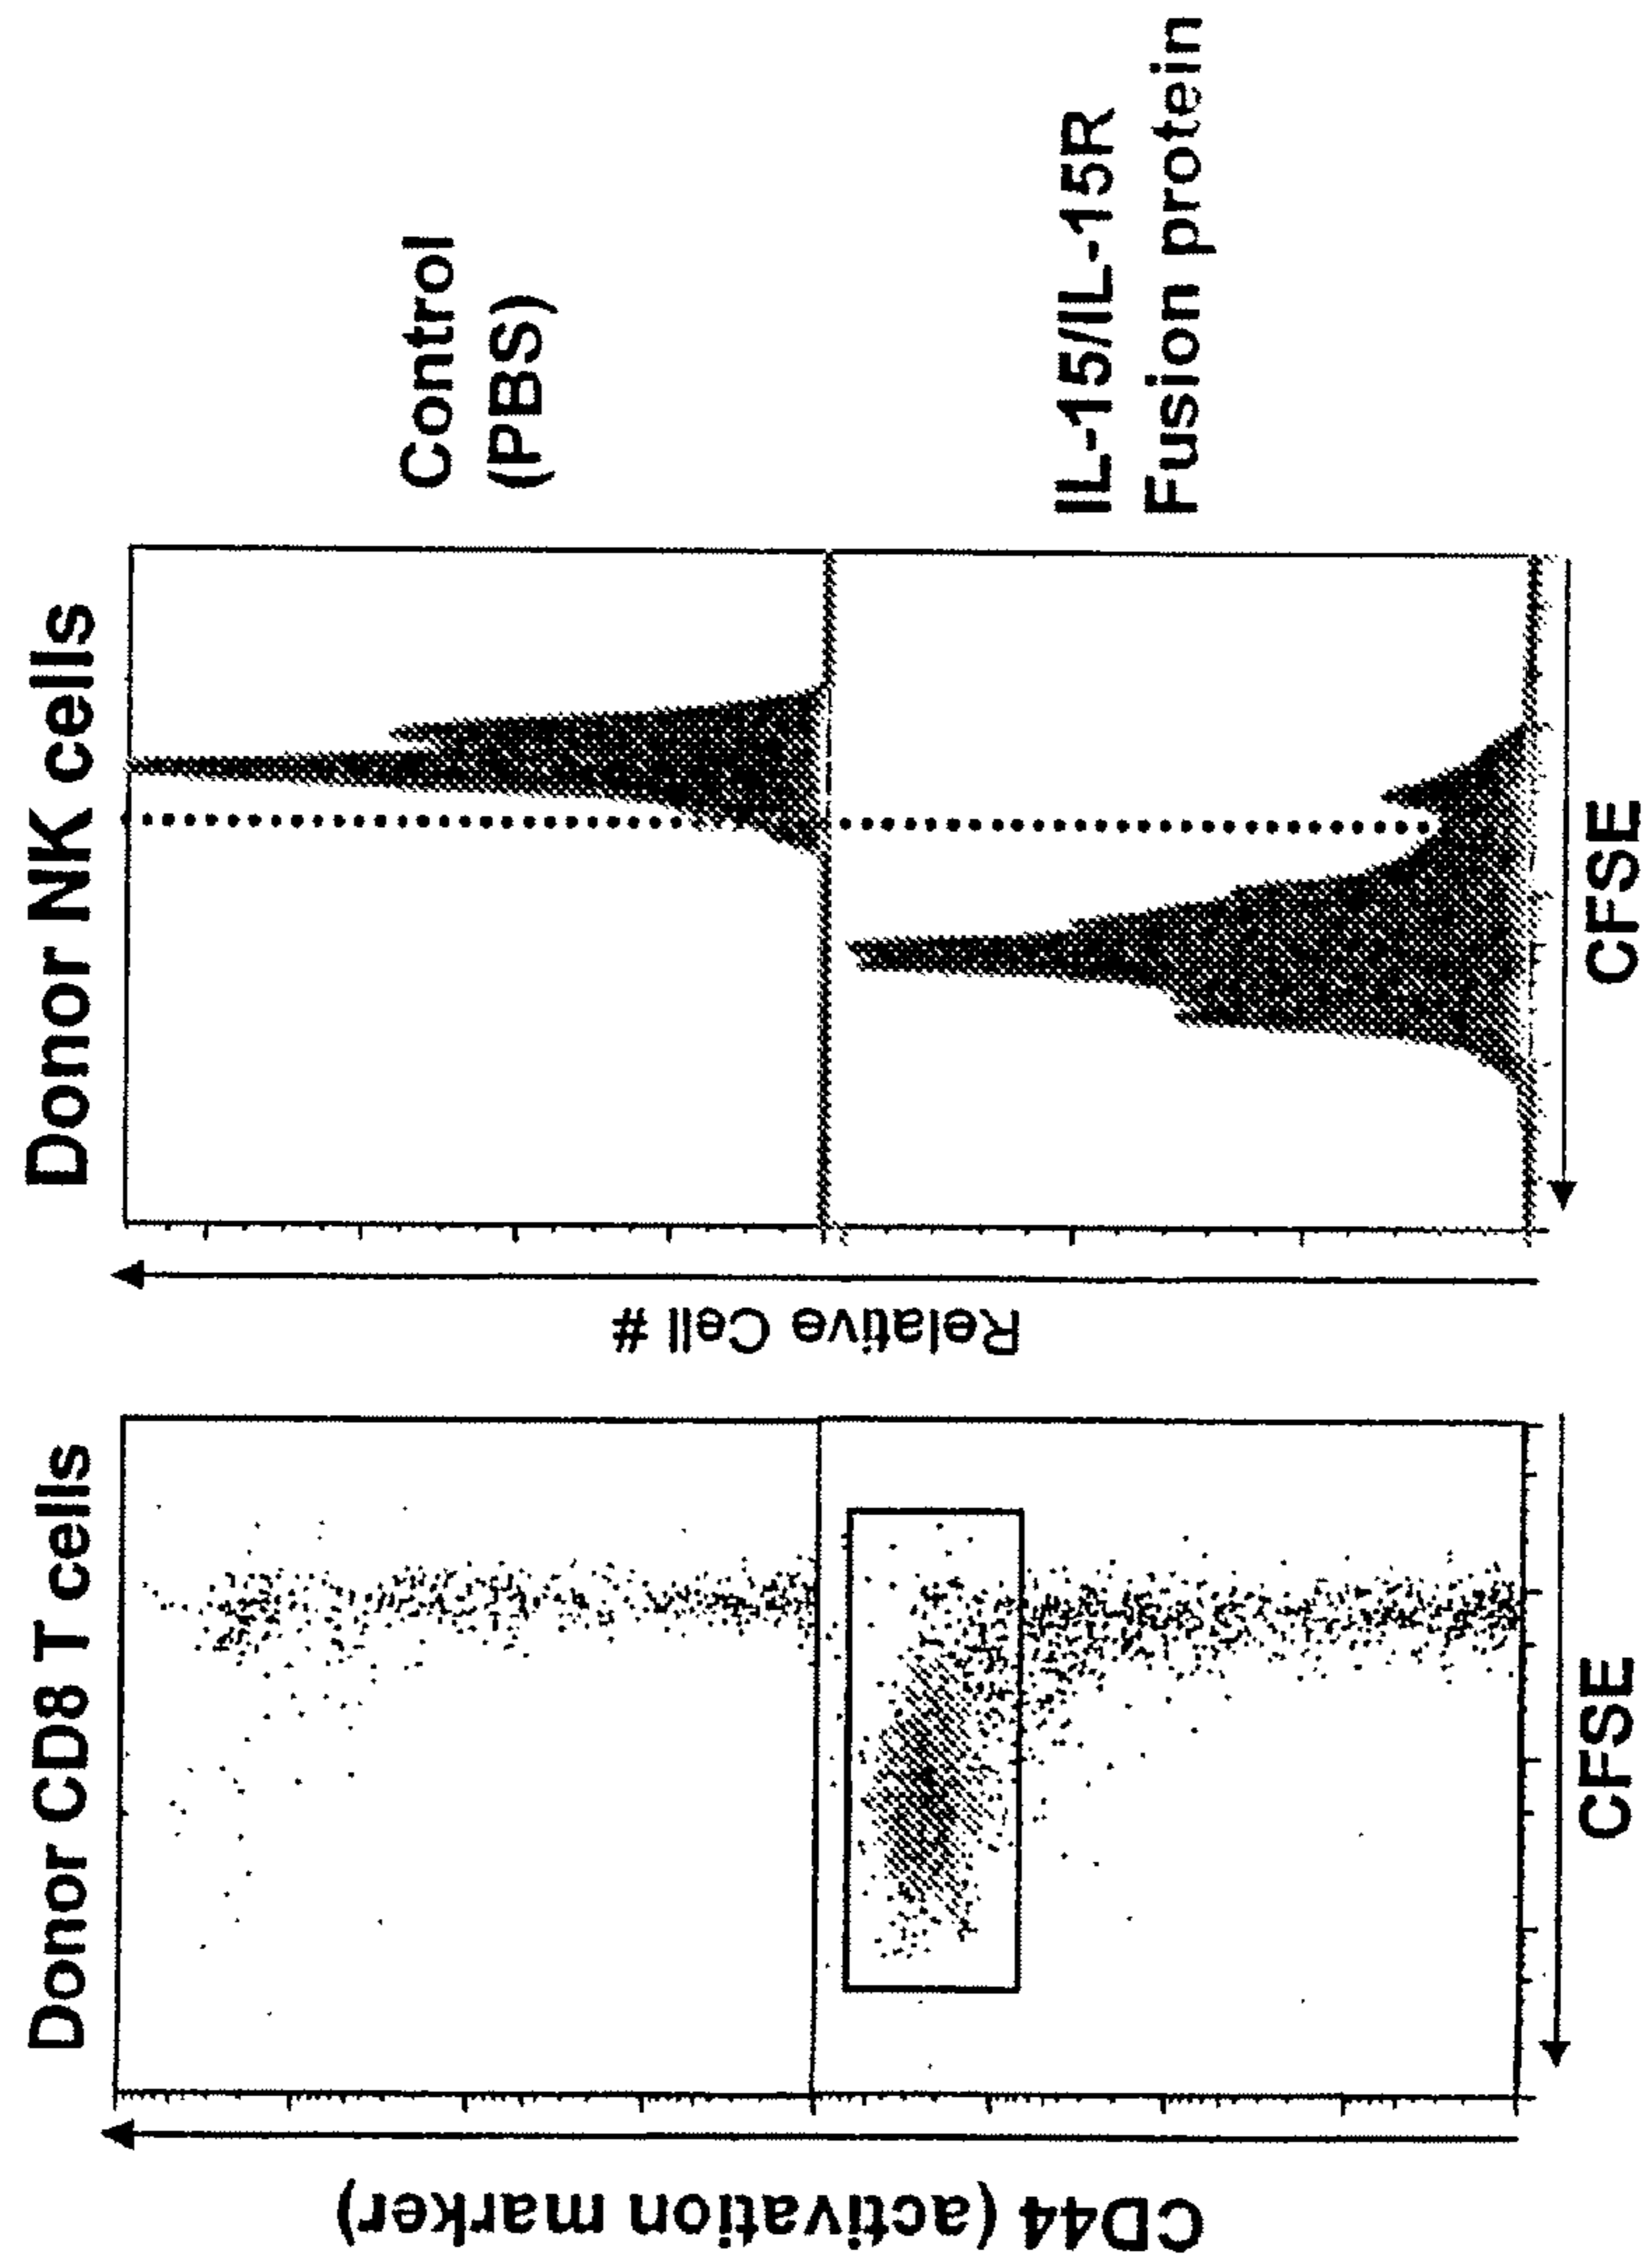 Donor CD8 T cells
Donor NK cells
CD44 (activation marker)
Relative Cell #
Control
(PBS)
IL-15/IL-15R
Fusion protein
CFSE
CFSE